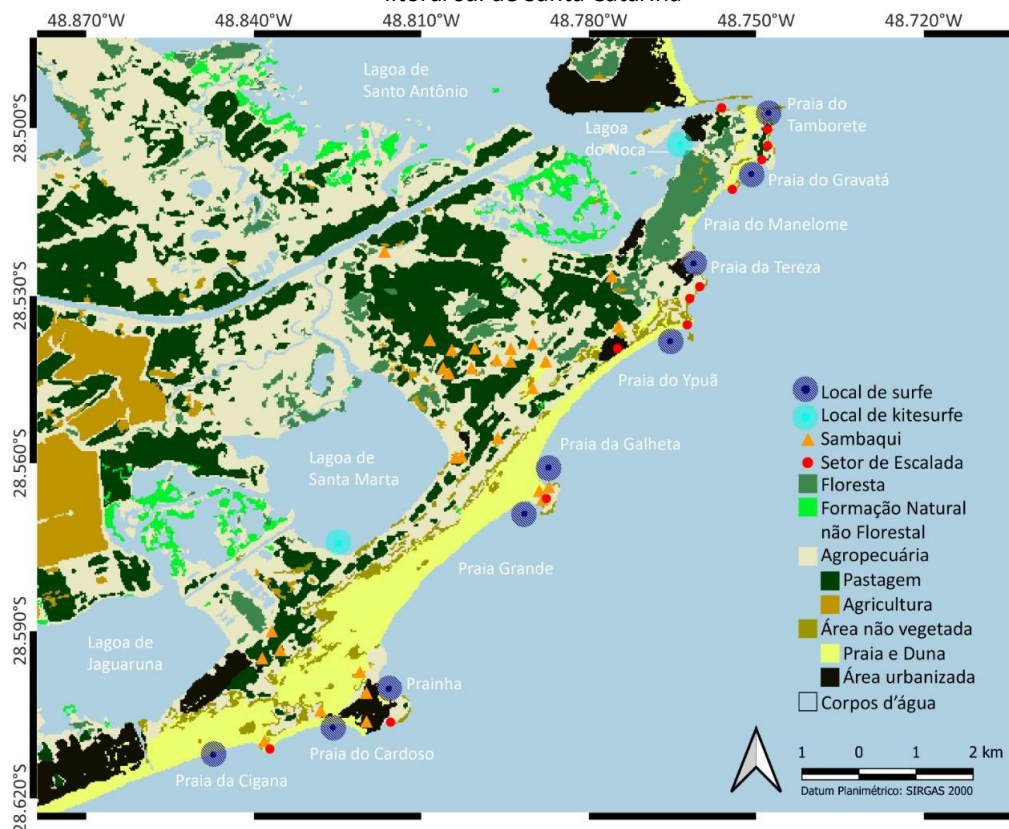 litoral sul de Santa Catarina
48.870°W 48.840°W 48.810°W 48.780°W 48.750°W 48.720°W
28.500°S
28.530°S
28.560°S
28.590°S
28.620°S
Lagoa de
Santo Antônio
Lagoa
do Noca
Praia do
Tamborete
Praia do Gravatá
Praia do Manelome
Praia da Tereza
Praia do Ypuã
Praia da Galheta
Lagoa de
Santa Marta
Praia Grande
Lagoa de
Jaguaruna
Prainha
Praia do Cardoso
Praia da Cigana
Local de surfe
Local de kitesurfe
Sambaqui
Setor de Escalada
Floresta
Formação Natural
não Florestal
Agropecuária
Pastagem
Agricultura
Área não vegetada
Praia e Duna
Área urbanizada
Corpos d'água
1 0 1 2 km
Datum Planimétrico: SIRGAS 2000